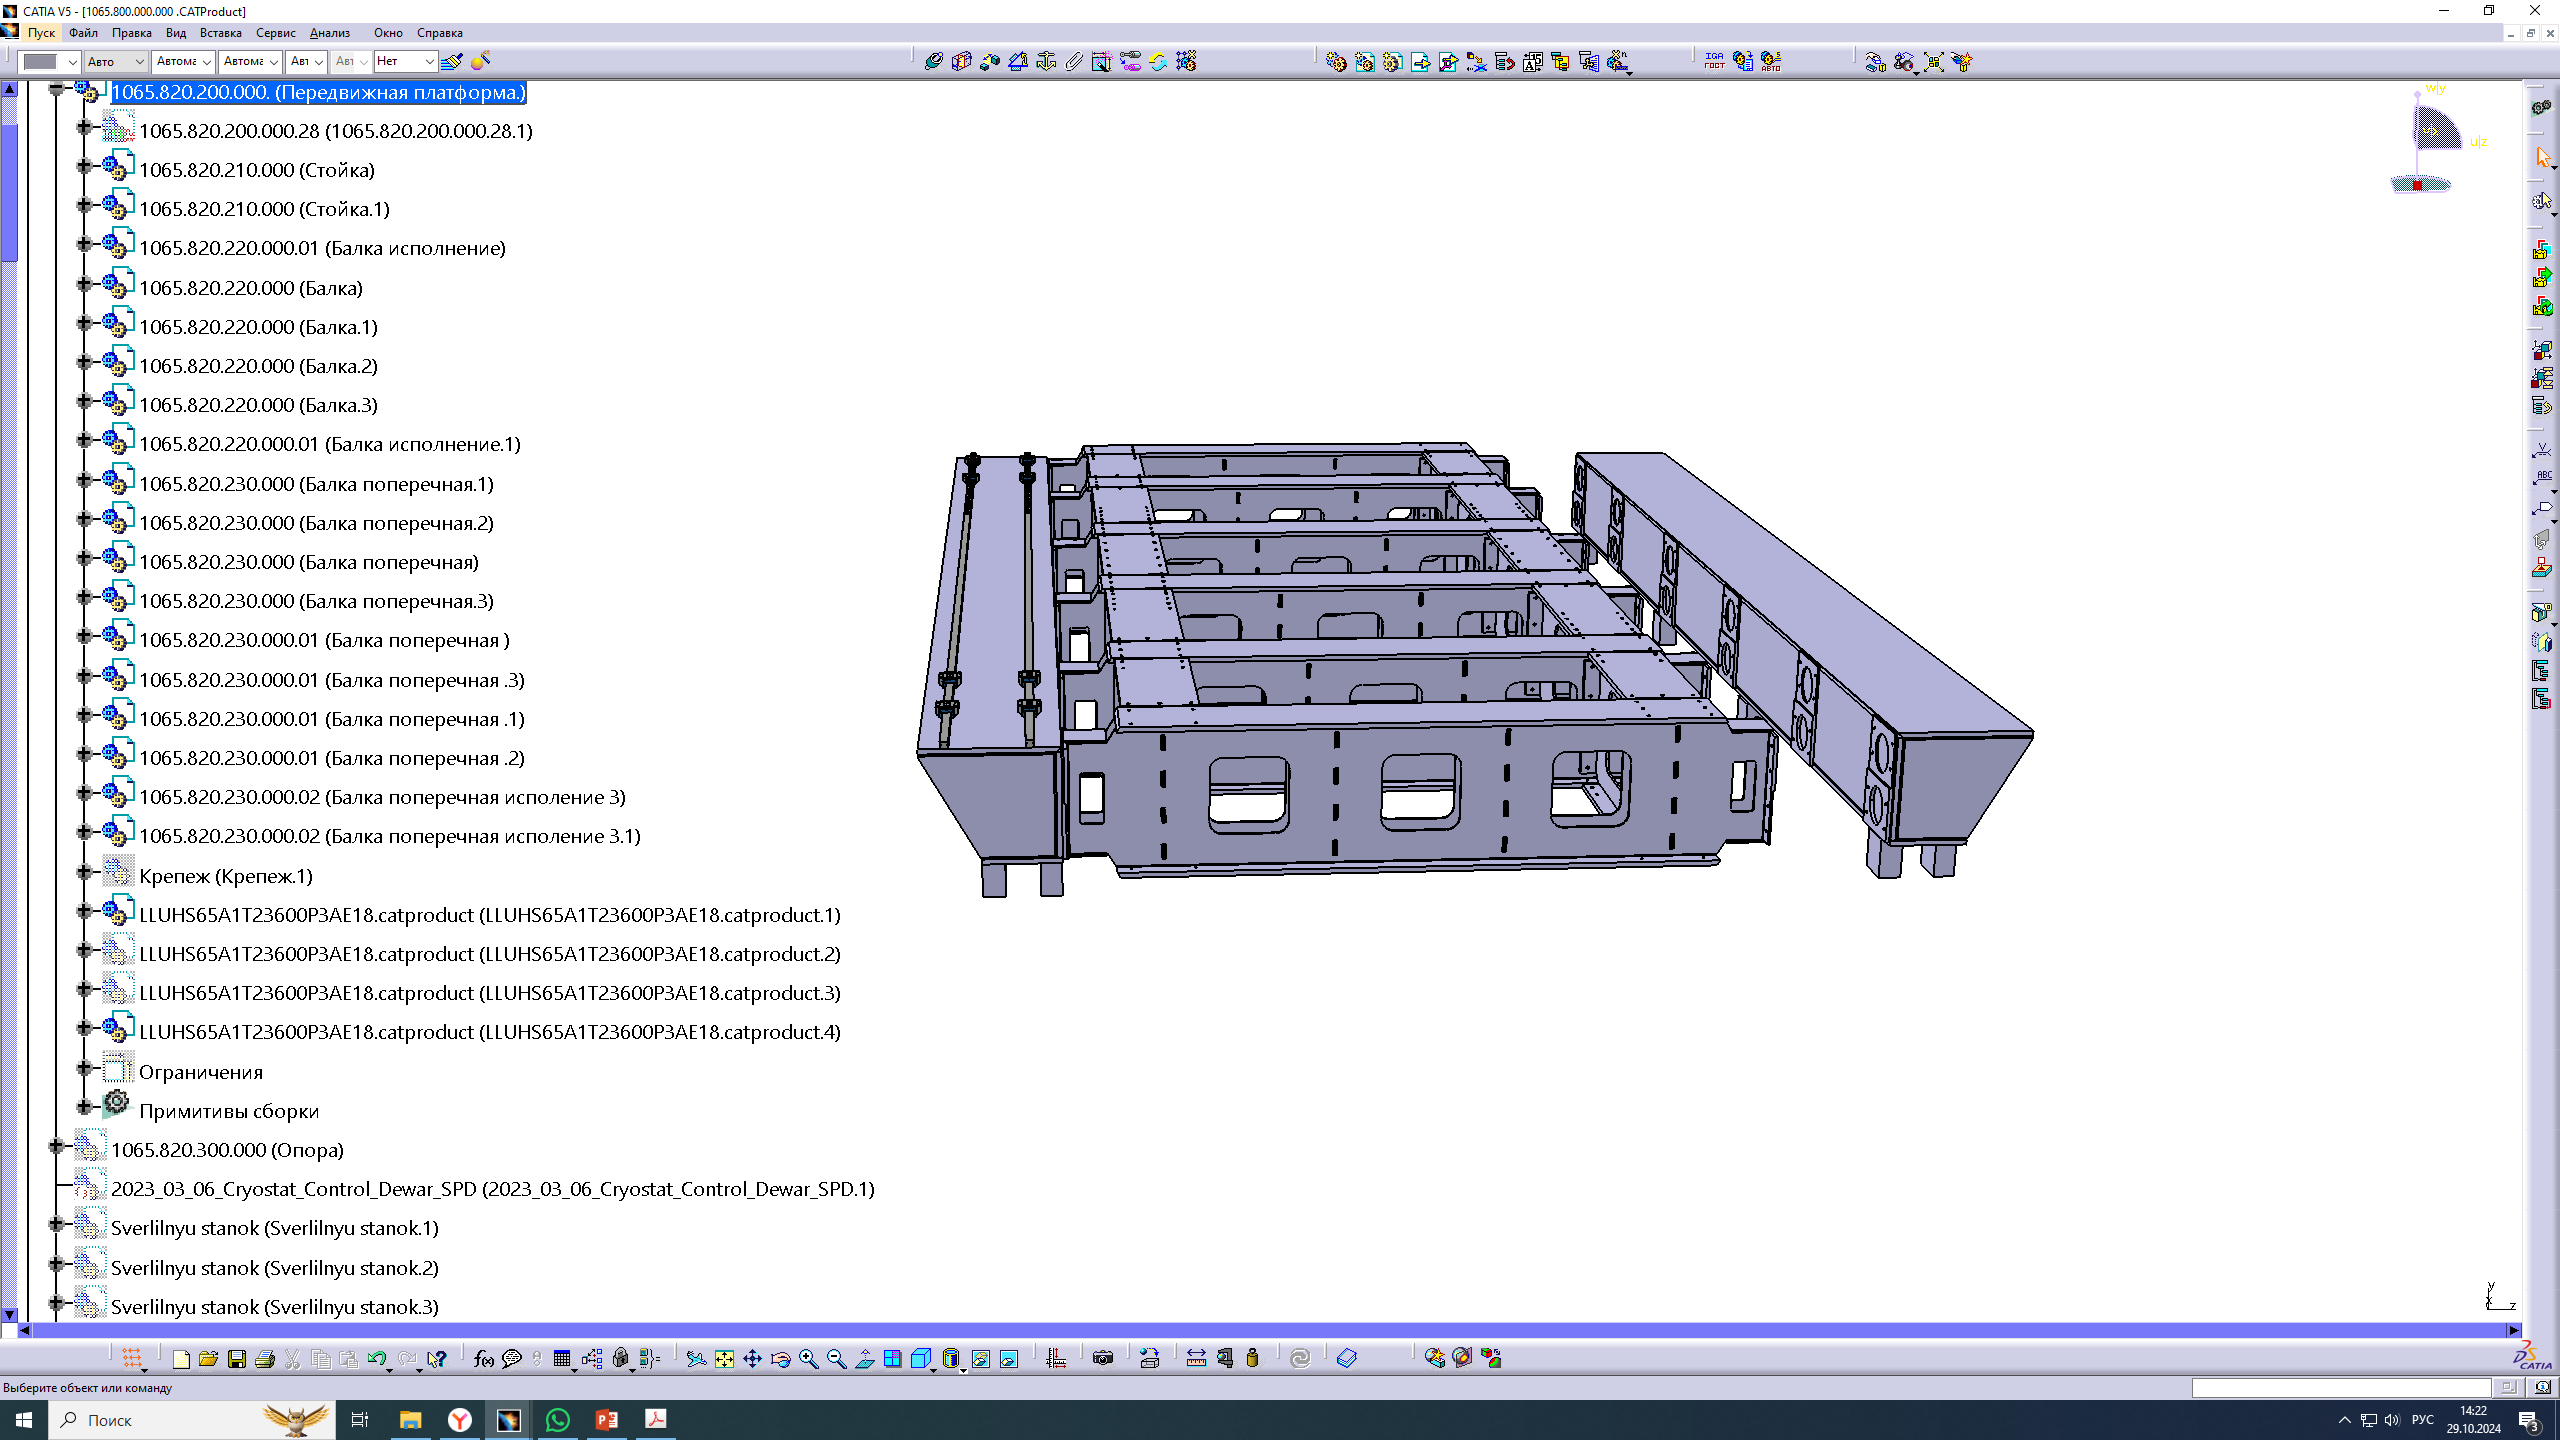 CATIA V5 - [1065.800.000.000 .CATProduct]
Пуск Файл Правка Вид Вставка Сервис Анализ Окно Справка
Авто Автома Автома Авт Авт Нет
IGA ГОСТ АВТО
1065.820.200.000. (Передвижная платформа.)
1065.820.200.000.28 (1065.820.200.000.28.1)
1065.820.210.000 (Стойка)
1065.820.210.000 (Стойка.1)
1065.820.220.000.01 (Балка исполнение)
1065.820.220.000 (Балка)
1065.820.220.000 (Балка.1)
1065.820.220.000 (Балка.2)
1065.820.220.000 (Балка.3)
1065.820.220.000.01 (Балка исполнение.1)
1065.820.230.000 (Балка поперечная.1)
1065.820.230.000 (Балка поперечная.2)
1065.820.230.000 (Балка поперечная)
1065.820.230.000 (Балка поперечная.3)
1065.820.230.000.01 (Балка поперечная )
1065.820.230.000.01 (Балка поперечная .3)
1065.820.230.000.01 (Балка поперечная .1)
1065.820.230.000.01 (Балка поперечная .2)
1065.820.230.000.02 (Балка поперечная исполение 3)
1065.820.230.000.02 (Балка поперечная исполение 3.1)
Крепеж (Крепеж.1)
LLUHS65A1T23600P3AE18.catproduct (LLUHS65A1T23600P3AE18.catproduct.1)
LLUHS65A1T23600P3AE18.catproduct (LLUHS65A1T23600P3AE18.catproduct.2)
LLUHS65A1T23600P3AE18.catproduct (LLUHS65A1T23600P3AE18.catproduct.3)
LLUHS65A1T23600P3AE18.catproduct (LLUHS65A1T23600P3AE18.catproduct.4)
Ограничения
Примитивы сборки
1065.820.300.000 (Опора)
2023_03_06_Cryostat_Control_Dewar_SPD (2023_03_06_Cryostat_Control_Dewar_SPD.1)
Sverlilnyu stanok (Sverlilnyu stanok.1)
Sverlilnyu stanok (Sverlilnyu stanok.2)
Sverlilnyu stanok (Sverlilnyu stanok.3)
w|y
u|z
ABC
y
x z
f(x)
CATIA
Выберите объект или команду
Поиск
РУС
14:22
29.10.2024
3